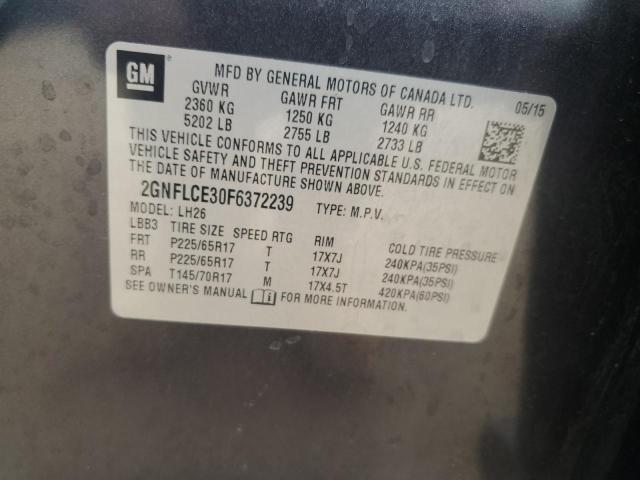 GM
MFD BY GENERAL MOTORS OF CANADA LTD. 05/15
GVWR GAWR FRT GAWR RR
2360 KG 1250 KG 1240 KG
5202 LB 2755 LB 2733 LB
THIS VEHICLE CONFORMS TO ALL APPLICABLE U.S. FEDERAL MOTOR
VEHICLE SAFETY AND THEFT PREVENTION STANDARDS IN EFFECT ON
THE DATE OF MANUFACTURE SHOWN ABOVE.
2GNFLCE30F6372239 TYPE: M.P.V.
MODEL: LH26
LBB3 TIRE SIZE SPEED RTG RIM COLD TIRE PRESSURE
FRT P225/65R17 T 17X7J 240KPA(35PSI)
RR P225/65R17 T 17X7J 240KPA(35PSI)
SPA T145/70R17 M 17X4.5T 420KPA(60PSI)
SEE OWNER'S MANUAL FOR MORE INFORMATION.